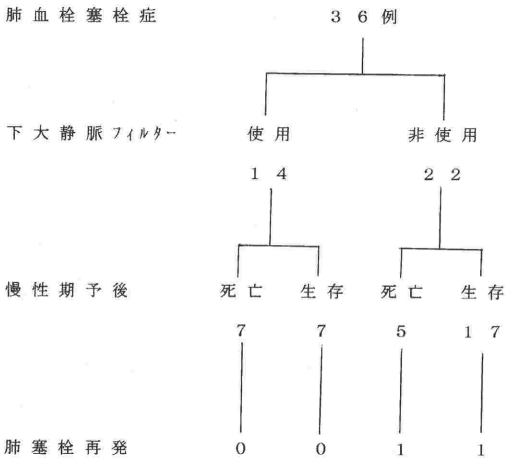 肺血栓塞栓症 36例
下大静脈フィルター 使用 非使用
14 22
慢性期予後 死亡 生存 死亡 生存
7 7 5 17
肺塞栓再発 0 0 1 1